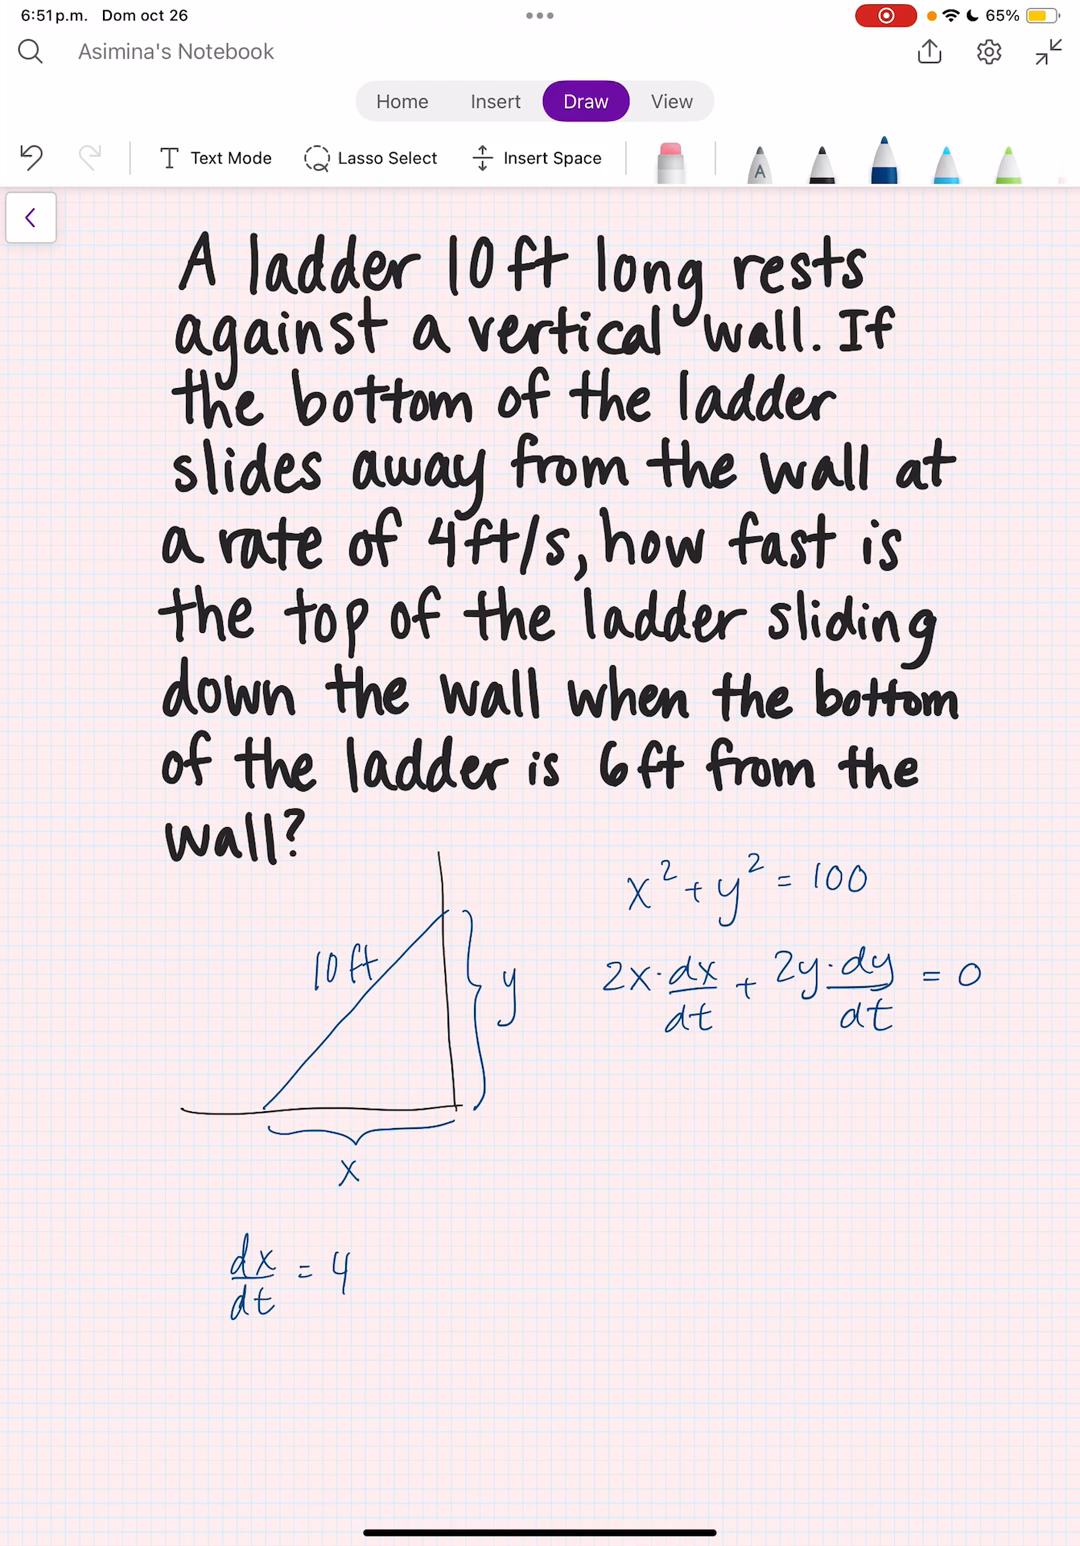 6:51 p.m. Dom oct 26
65%
Asimina's Notebook
Home Insert Draw View
Text Mode Lasso Select Insert Space
A
A ladder 10 ft long rests
against a vertical wall. If
the bottom of the ladder
slides away from the wall at
a rate of 4ft/s, how fast is
the top of the ladder sliding
down the wall when the bottom
of the ladder is 6ft from the
wall?
x² + y² = 100
10 ft
y
2x · dx/dt + 2y · dy/dt = 0
x
dx/dt = 4